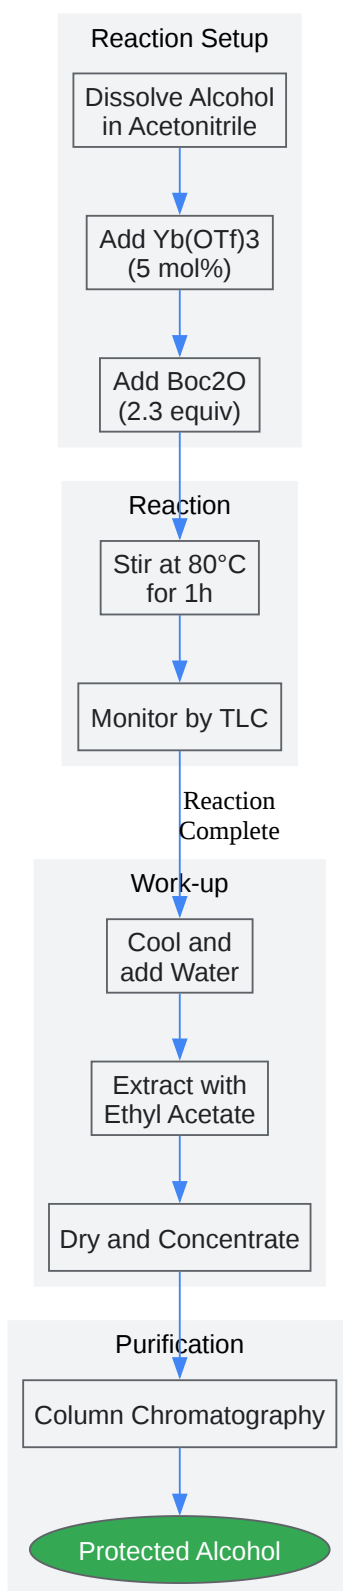 Reaction Setup
Dissolve Alcohol
in Acetonitrile
Add Yb(OTf)3
(5 mol%)
Add Boc2O
(2.3 equiv)
Reaction
Stir at 80°C
for 1h
Monitor by TLC
Reaction
Complete
Work-up
Cool and
add Water
Extract with
Ethyl Acetate
Dry and Concentrate
Purification
Column Chromatography
Protected Alcohol